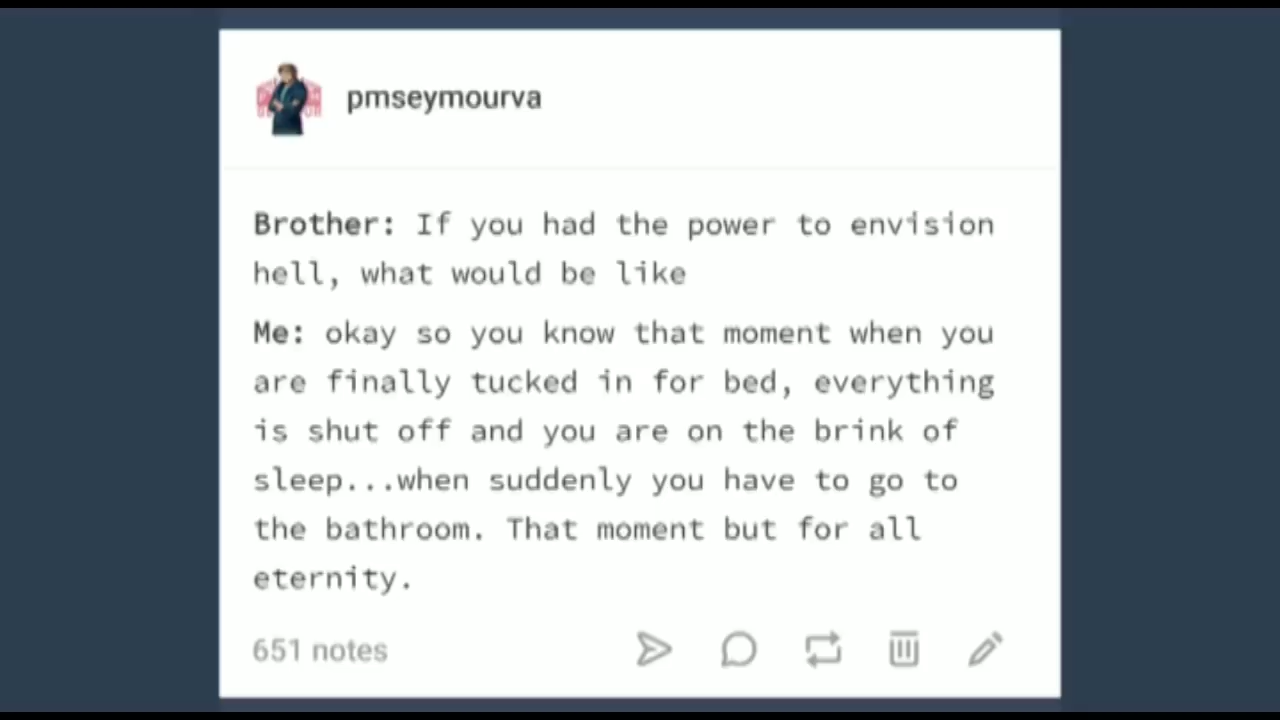 pmseymourva
Brother: If you had the power to envision
hell, what would be like
Me: okay so you know that moment when you
are finally tucked in for bed, everything
is shut off and you are on the brink of
sleep...when suddenly you have to go to
the bathroom. That moment but for all
eternity.
651 notes